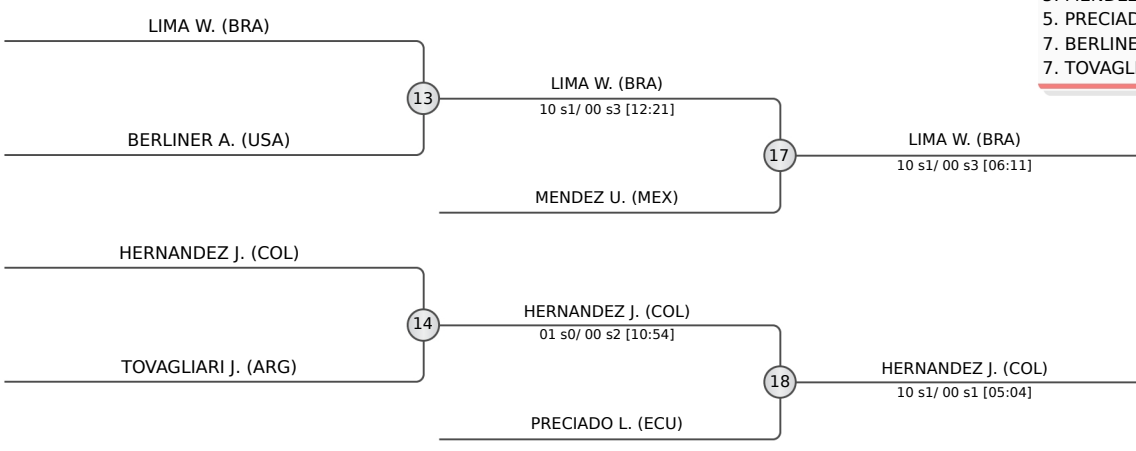 5. PRECIAD
7. BERLINE
7. TOVAGLI
LIMA W. (BRA)
13
BERLINER A. (USA)
LIMA W. (BRA)
10 s1/ 00 s3 [12:21]
17
MENDEZ U. (MEX)
LIMA W. (BRA)
10 s1/ 00 s3 [06:11]
HERNANDEZ J. (COL)
14
TOVAGLIARI J. (ARG)
HERNANDEZ J. (COL)
01 s0/ 00 s2 [10:54]
18
PRECIADO L. (ECU)
HERNANDEZ J. (COL)
10 s1/ 00 s1 [05:04]